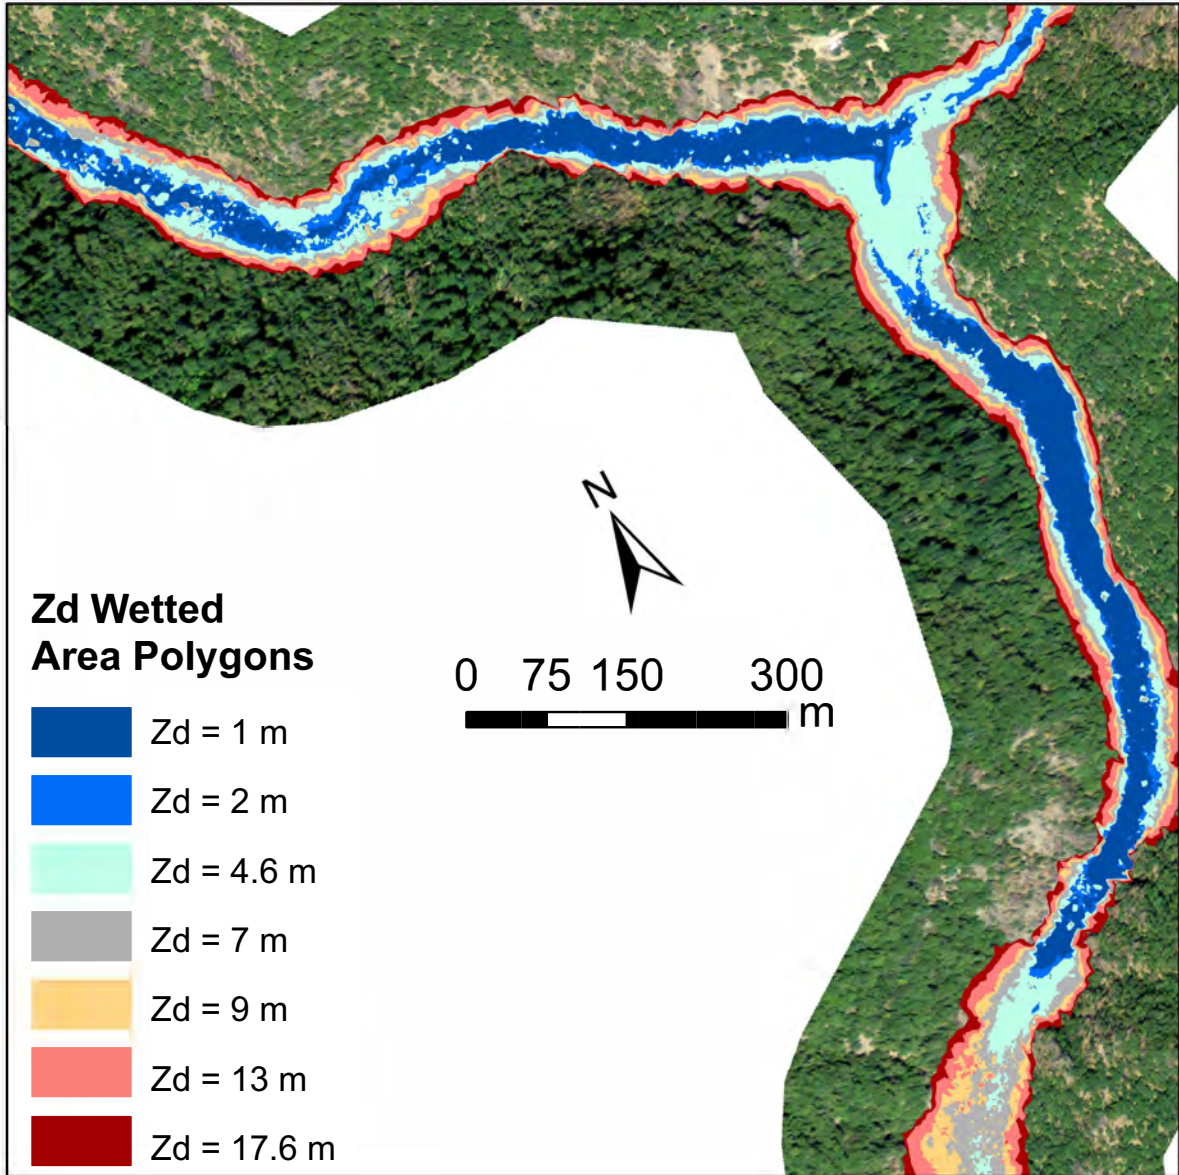 N
Zd Wetted
Area Polygons
0 75 150 300
m
Zd = 1 m
Zd = 2 m
Zd = 4.6 m
Zd = 7 m
Zd = 9 m
Zd = 13 m
Zd = 17.6 m